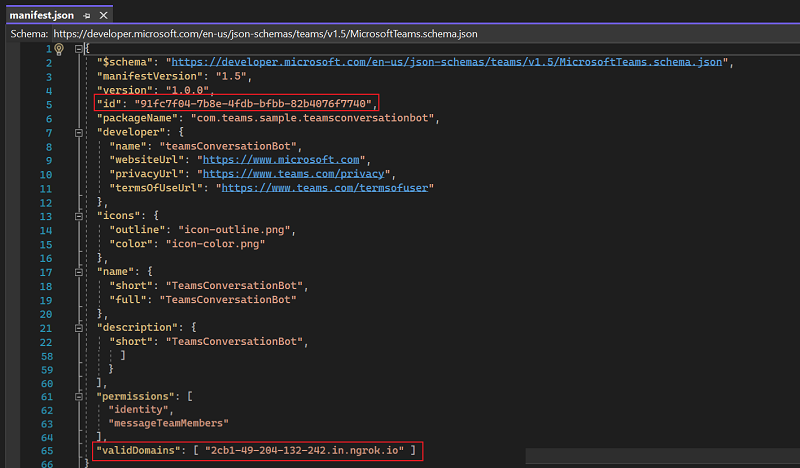 manifest.json
Schema: https://developer.microsoft.com/en-us/json-schemas/teams/v1.5/MicrosoftTeams.schema.json
1 {
2 "$schema": "https://developer.microsoft.com/en-us/json-schemas/teams/v1.5/MicrosoftTeams.schema.json",
3 "manifestVersion": "1.5",
4 "version": "1.0.0",
5 "id": "91fc7f04-7b8e-4fdb-bfbb-82b4076f7740",
6 "packageName": "com.teams.sample.teamsconversationbot",
7 "developer": {
8 "name": "teamsConversationBot",
9 "websiteUrl": "https://www.microsoft.com",
10 "privacyUrl": "https://www.teams.com/privacy",
11 "termsOfUseUrl": "https://www.teams.com/termsofuser"
12 },
13 "icons": {
14 "outline": "icon-outline.png",
15 "color": "icon-color.png"
16 },
17 "name": {
18 "short": "TeamsConversationBot",
19 "full": "TeamsConversationBot"
20 },
21 "description": {
22 "short": "TeamsConversationBot",
58 ]
59 }
60 ],
61 "permissions": [
62 "identity",
63 "messageTeamMembers"
64 ],
65 "validDomains": [ "2cb1-49-204-132-242.in.ngrok.io" ]
66 }